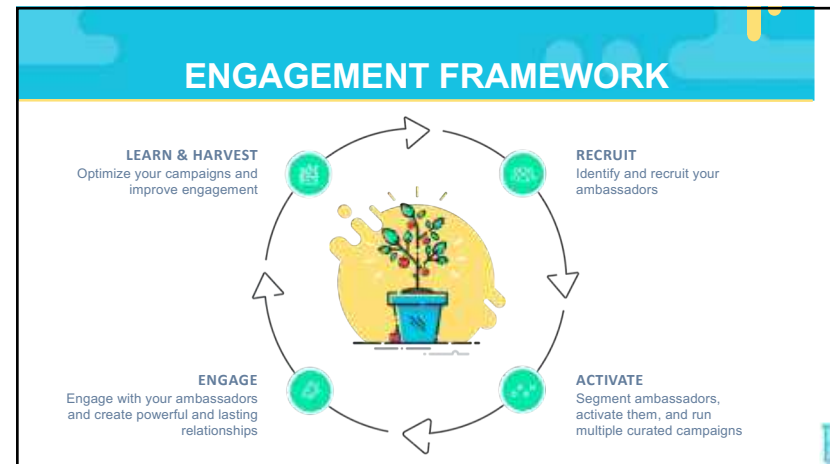 ENGAGEMENT FRAMEWORK
LEARN & HARVEST
Optimize your campaigns and
improve engagement
RECRUIT
Identify and recruit your
ambassadors
ENGAGE
Engage with your ambassadors
and create powerful and lasting
relationships
ACTIVATE
Segment ambassadors,
activate them, and run
multiple curated campaigns